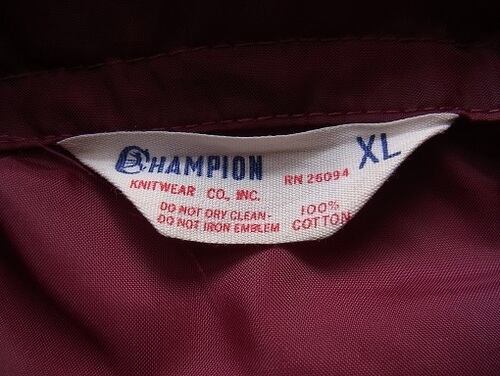 CHAMPION
XL
KNITWEAR CO., INC.
RN 26094
DO NOT DRY CLEAN-
DO NOT IRON EMBLEM
100%
COTTON